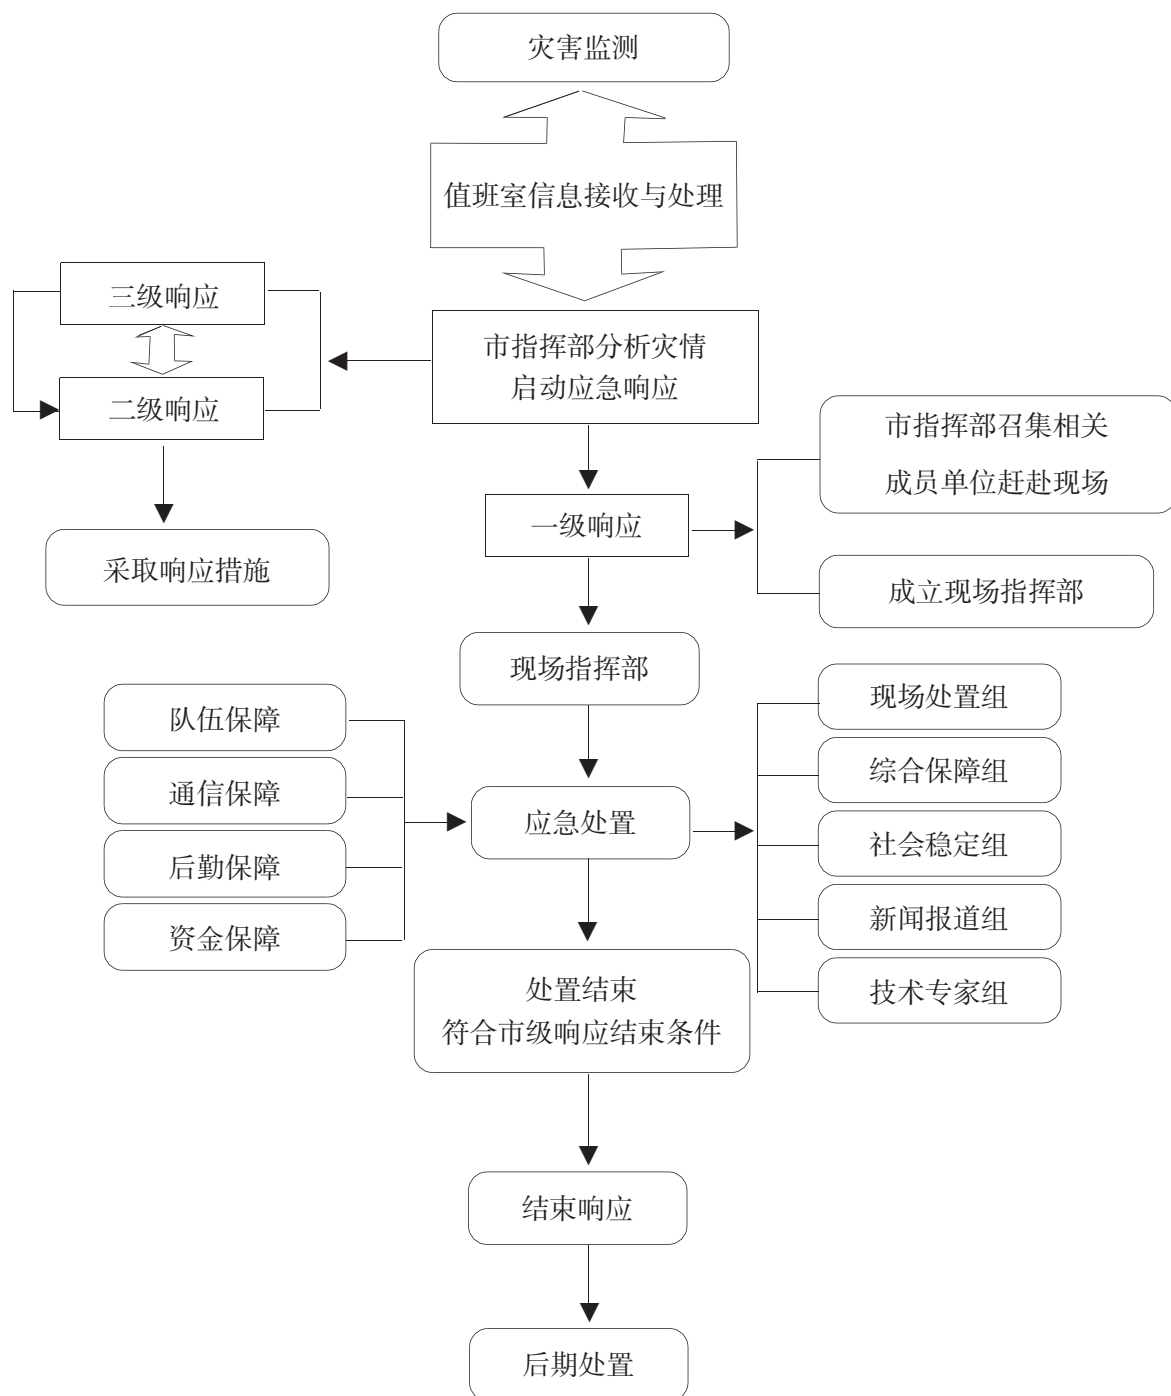 灾害监测
值班室信息接收与处理
三级响应
二级响应
采取响应措施
市指挥部分析灾情
启动应急响应
一级响应
市指挥部召集相关
成员单位赶赴现场
成立现场指挥部
现场指挥部
队伍保障
通信保障
后勤保障
资金保障
应急处置
现场处置组
综合保障组
社会稳定组
新闻报道组
技术专家组
处置结束
符合市级响应结束条件
结束响应
后期处置